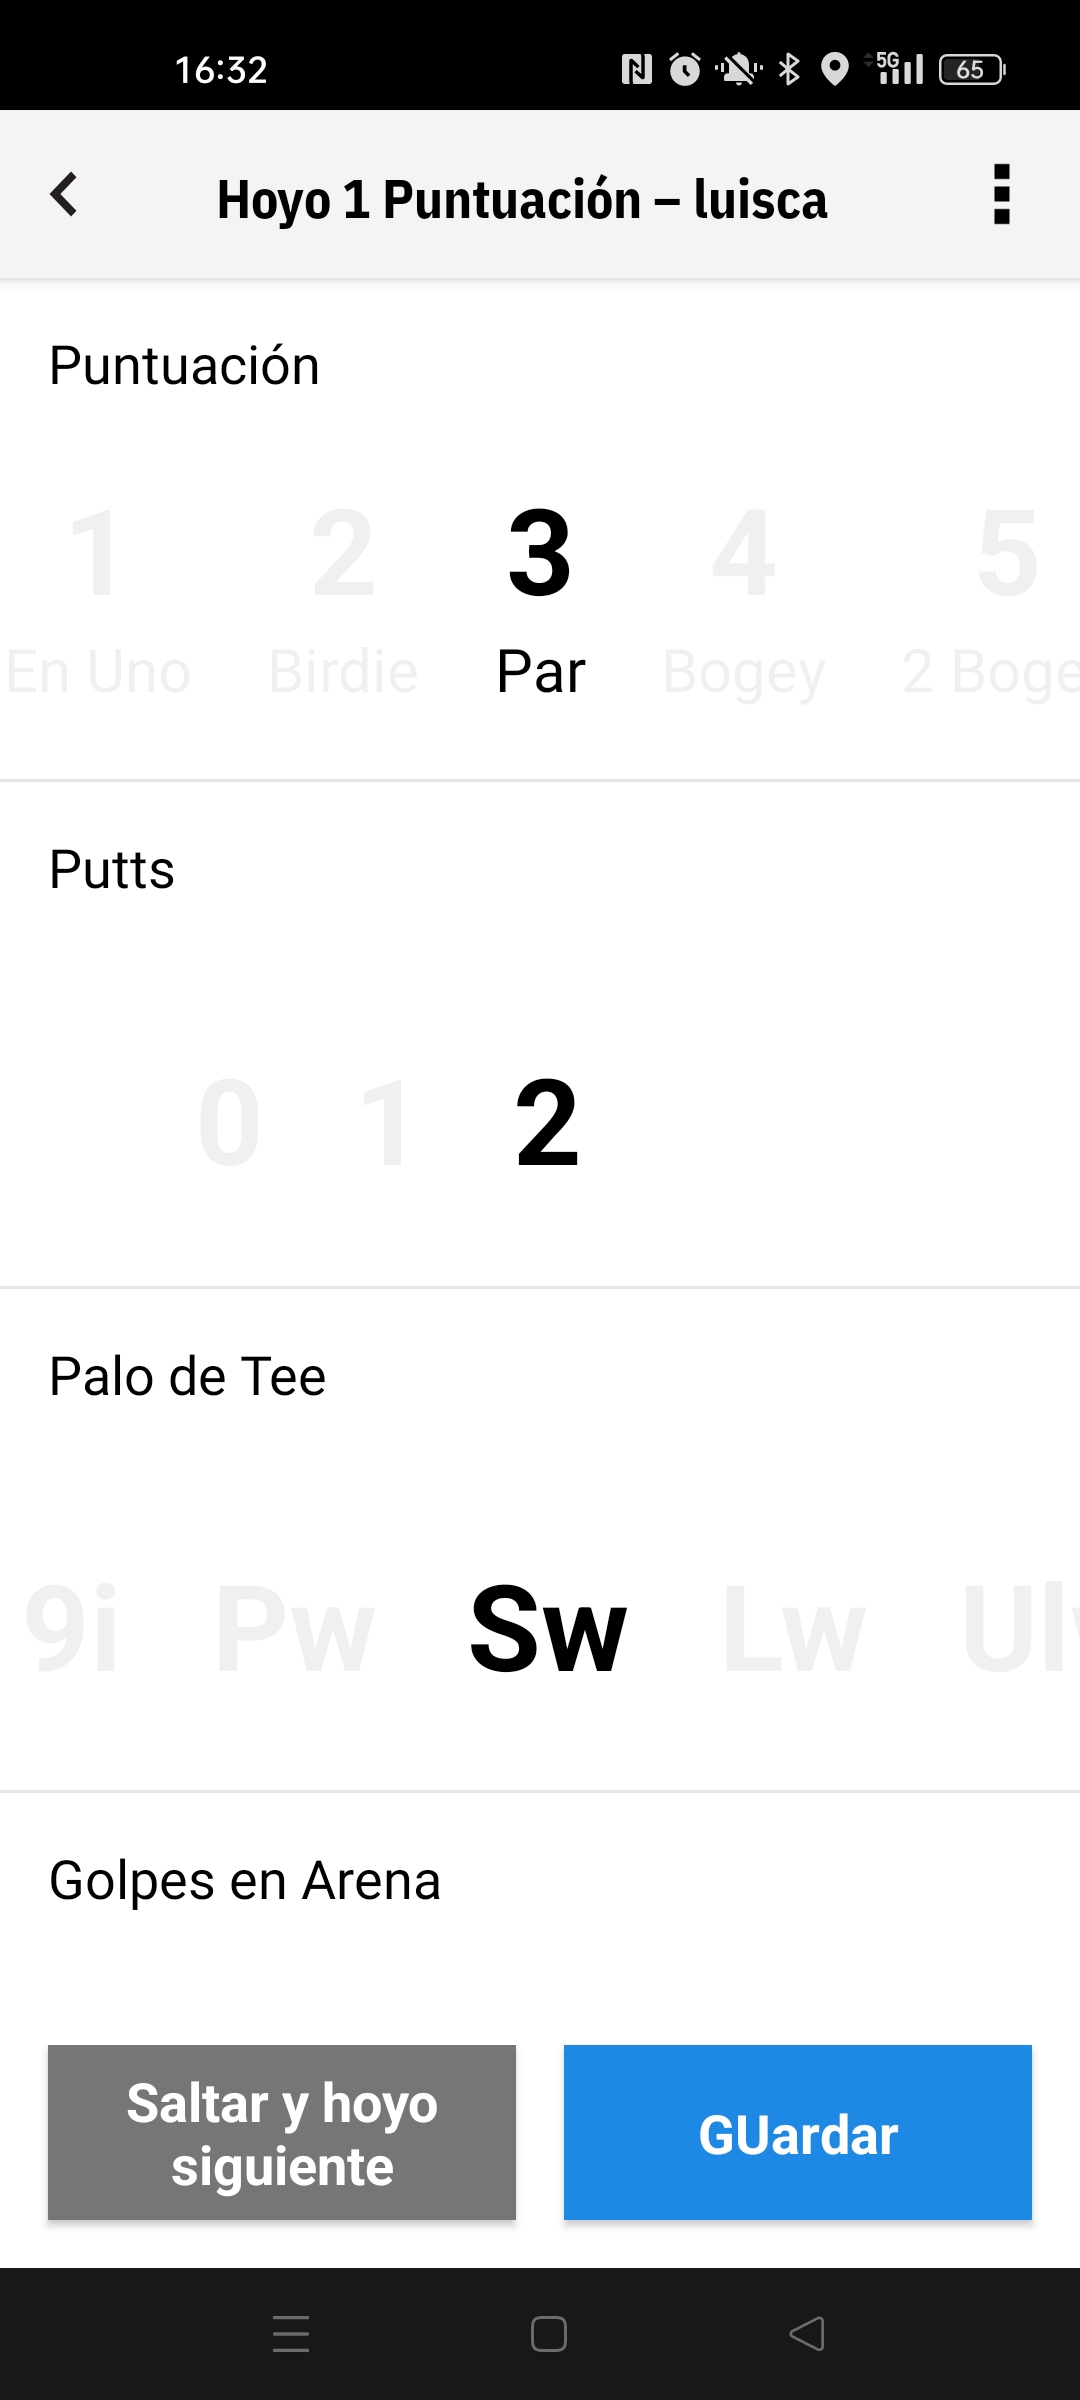 16:32 5G 65
Hoyo 1 Puntuación – luisca
Puntuación
1 2 3 4 5
En Uno Birdie Par Bogey 2 Boge
Putts
0 1 2
Palo de Tee
9i Pw Sw Lw Ul
Golpes en Arena
Saltar y hoyo
siguiente
GUardar